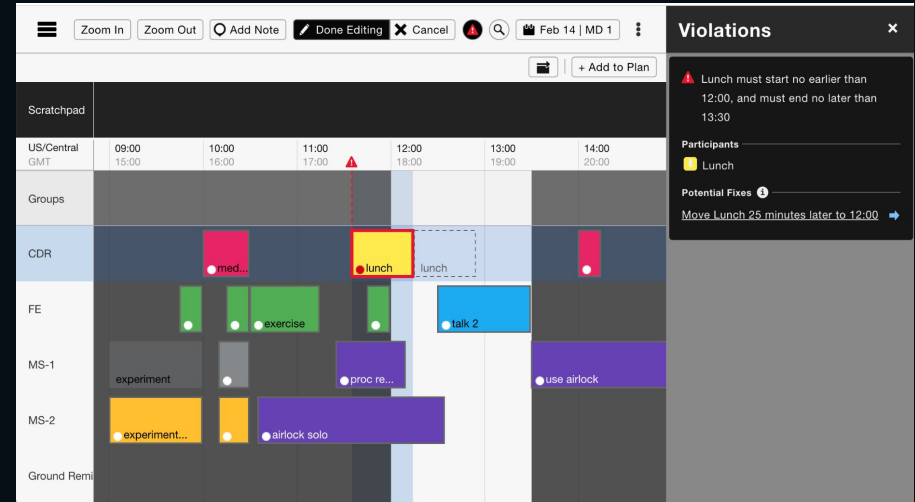 Zoom In
Zoom Out
Add Note
Done Editing
Cancel
Feb 14 | MD 1
+ Add to Plan
Scratchpad
US/Central 09:00 10:00 11:00 12:00 13:00 14:00
GMT 15:00 16:00 17:00 18:00 19:00 20:00
Groups
CDR
med...
lunch
lunch
FE
exercise
talk 2
MS-1
experiment
proc re...
use airlock
MS-2
experiment...
airlock solo
Ground Remi
Violations
Lunch must start no earlier than
12:00, and must end no later than
13:30
Participants
Lunch
Potential Fixes
Move Lunch 25 minutes later to 12:00